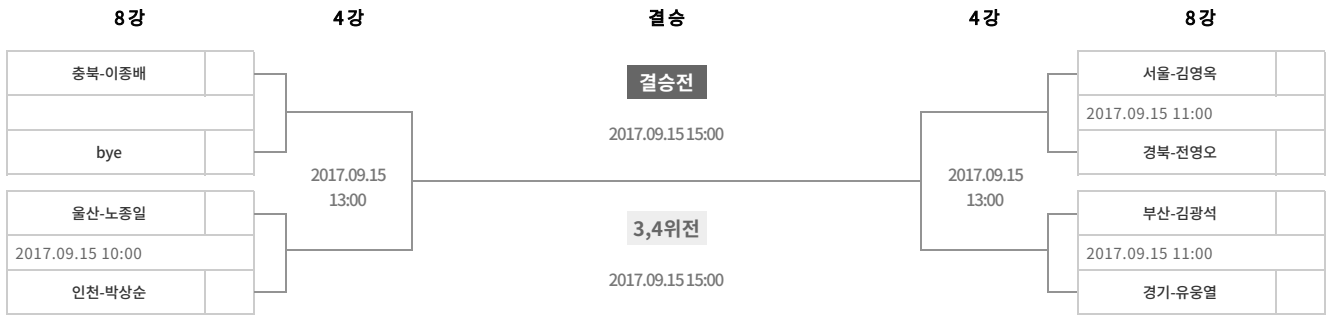 8강
4강
결승
4강
8강
충북-이종배
bye
울산-노종일
2017.09.15 10:00
인천-박상순
2017.09.15
13:00
결승전
2017.09.15 15:00
3,4위전
2017.09.15 15:00
2017.09.15
13:00
서울-김영옥
2017.09.15 11:00
경북-전영오
부산-김광석
2017.09.15 11:00
경기-유웅열